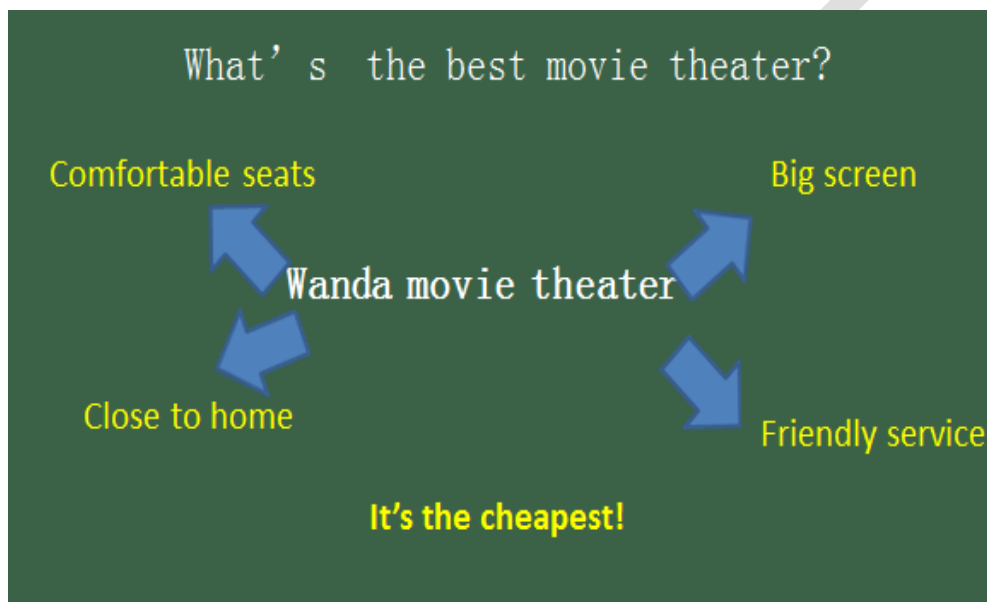 What's the best movie theater?
Comfortable seats
Big screen
Wanda movie theater
Close to home
Friendly service
It's the cheapest!